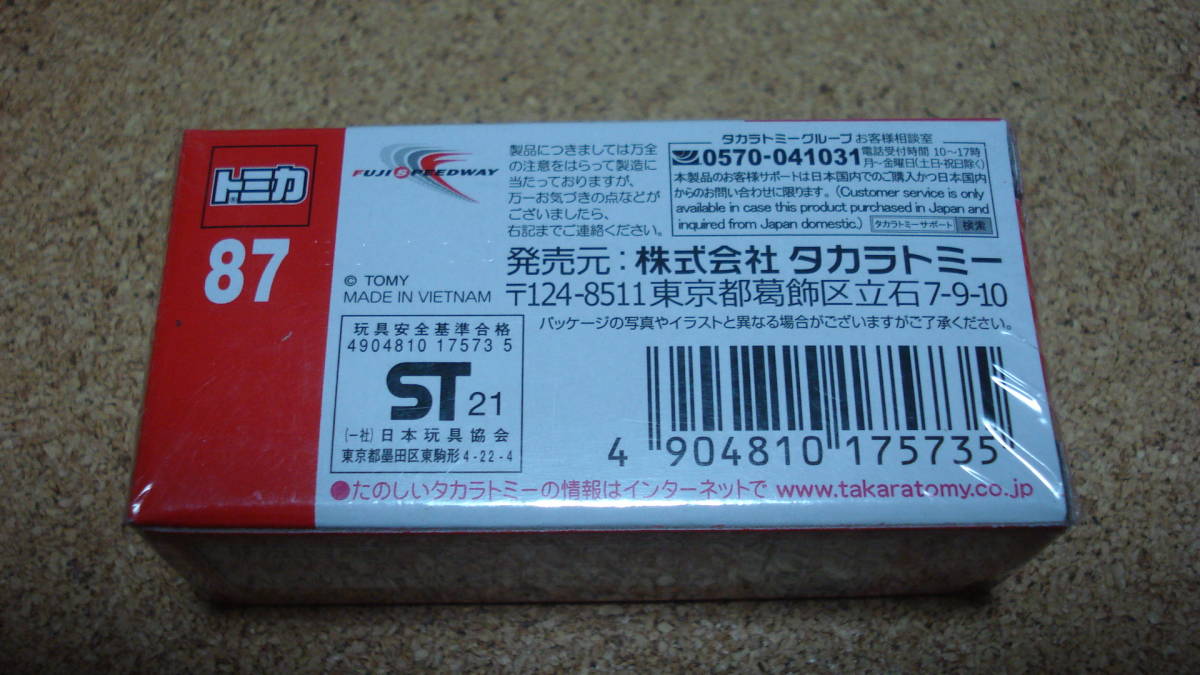 トミカ
87
FUJI SPEEDWAY
© TOMY
MADE IN VIETNAM
製品につきましては万全
の注意をはらって製造に
当たっておりますが、
万一お気づきの点などが
ございましたら、
右記までご連絡ください。
タカラトミーグループ お客様相談室
0570-041031
電話受付時間 10〜17時
月〜金曜日(土日・祝日除く)
本製品のお客様サポートは日本国内でのご購入かつ日本国内
からのお問い合わせに限ります。(Customer service is only
available in case this product purchased in Japan and
inquired from Japan domestic.) タカラトミーサポート 検索
発売元：株式会社 タカラトミー
〒124-8511 東京都葛飾区立石7-9-10
パッケージの写真やイラストと異なる場合がございますがご了承ください。
玩具安全基準合格
4904810 17573 5
ST 21
(一社)日本玩具協会
東京都墨田区東駒形4-22-4
4 904810 175735
●たのしいタカラトミーの情報はインターネットで www.takaratomy.co.jp